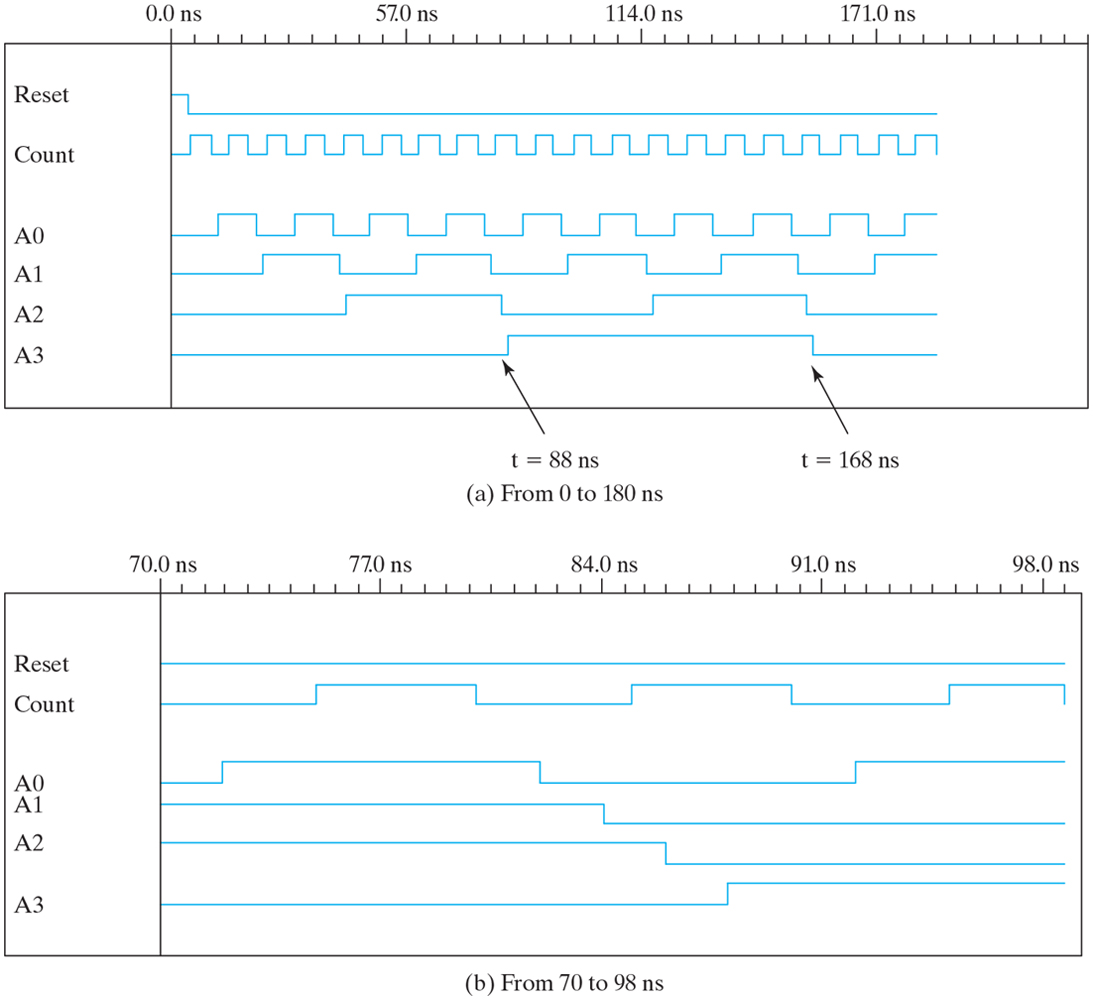 0.0 ns 57.0 ns 114.0 ns 171.0 ns
Reset
Count
A0
A1
A2
A3
t = 88 ns t = 168 ns
(a) From 0 to 180 ns
70.0 ns 77.0 ns 84.0 ns 91.0 ns 98.0 ns
Reset
Count
A0
A1
A2
A3
(b) From 70 to 98 ns